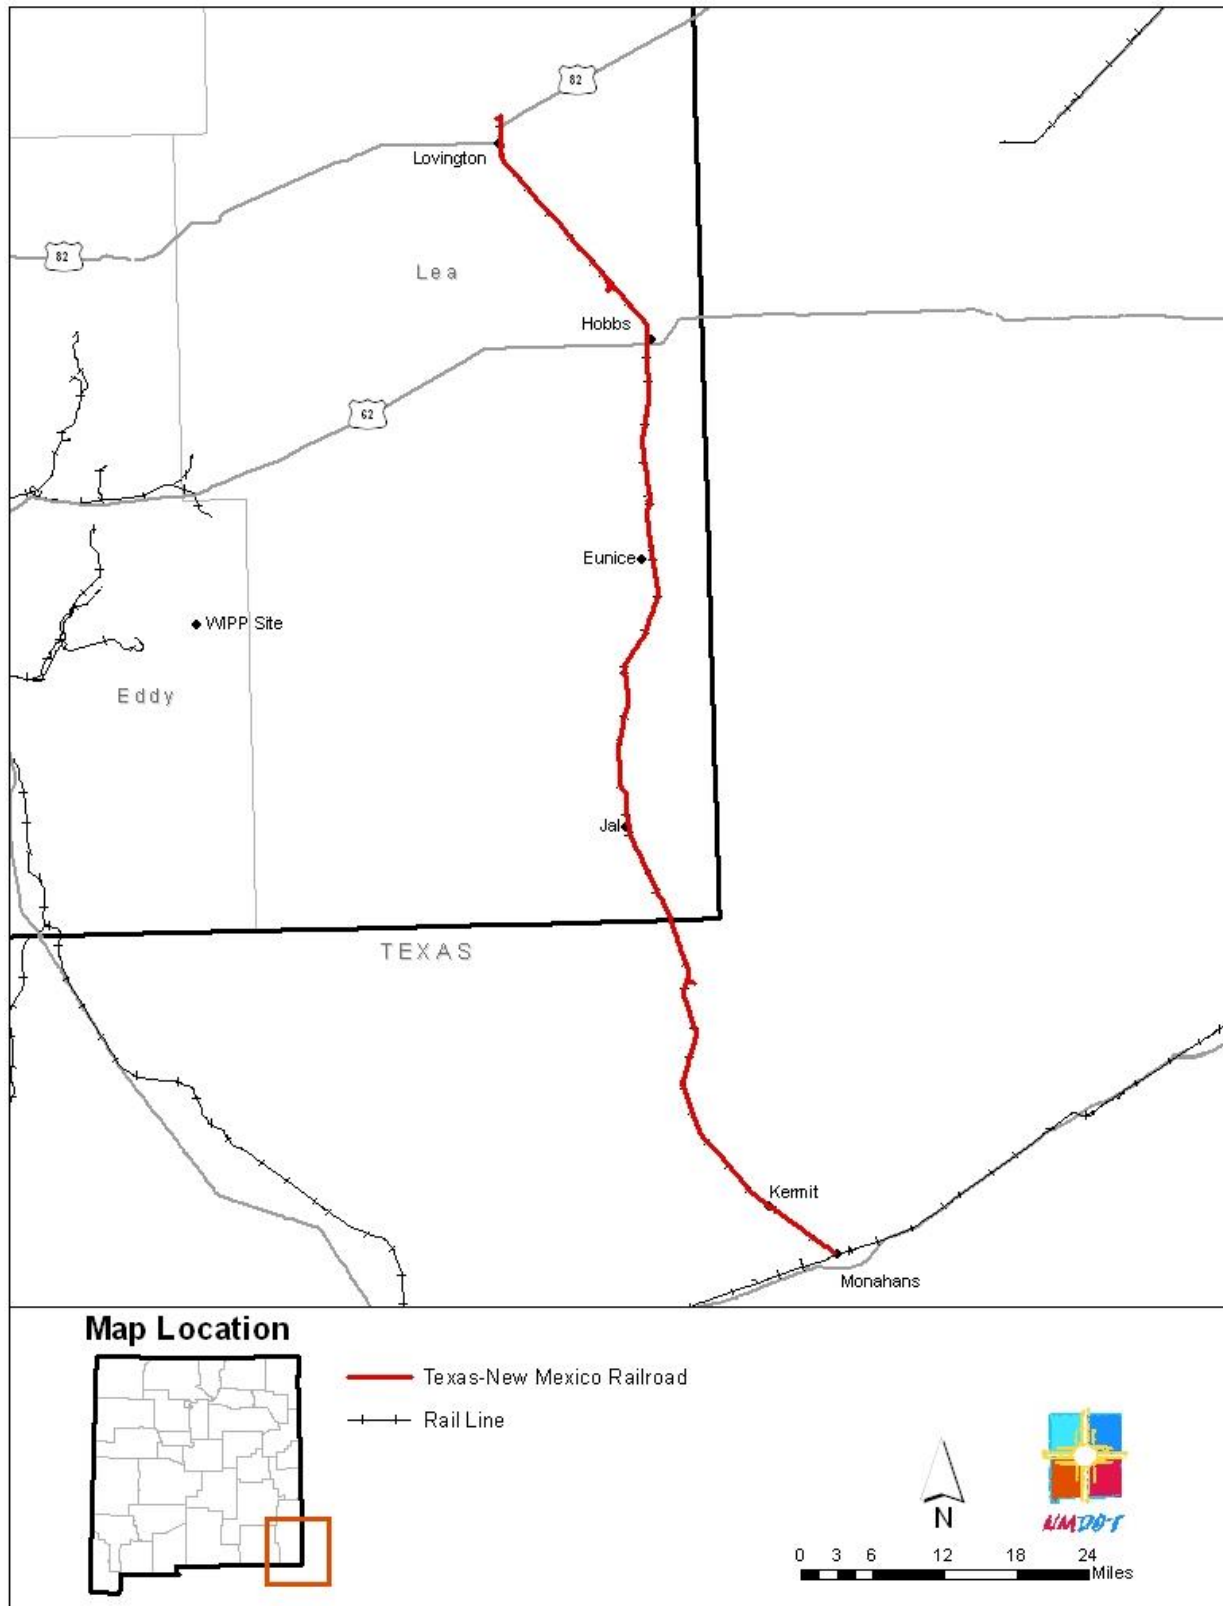 82
Lovington
82
Lea
Hobbs
62
Eunice
WIPP Site
Eddy
Jal
TEXAS
Kermit
Monahans
Map Location
Texas-New Mexico Railroad
Rail Line
N
NMDOT
0 3 6 12 18 24
Miles